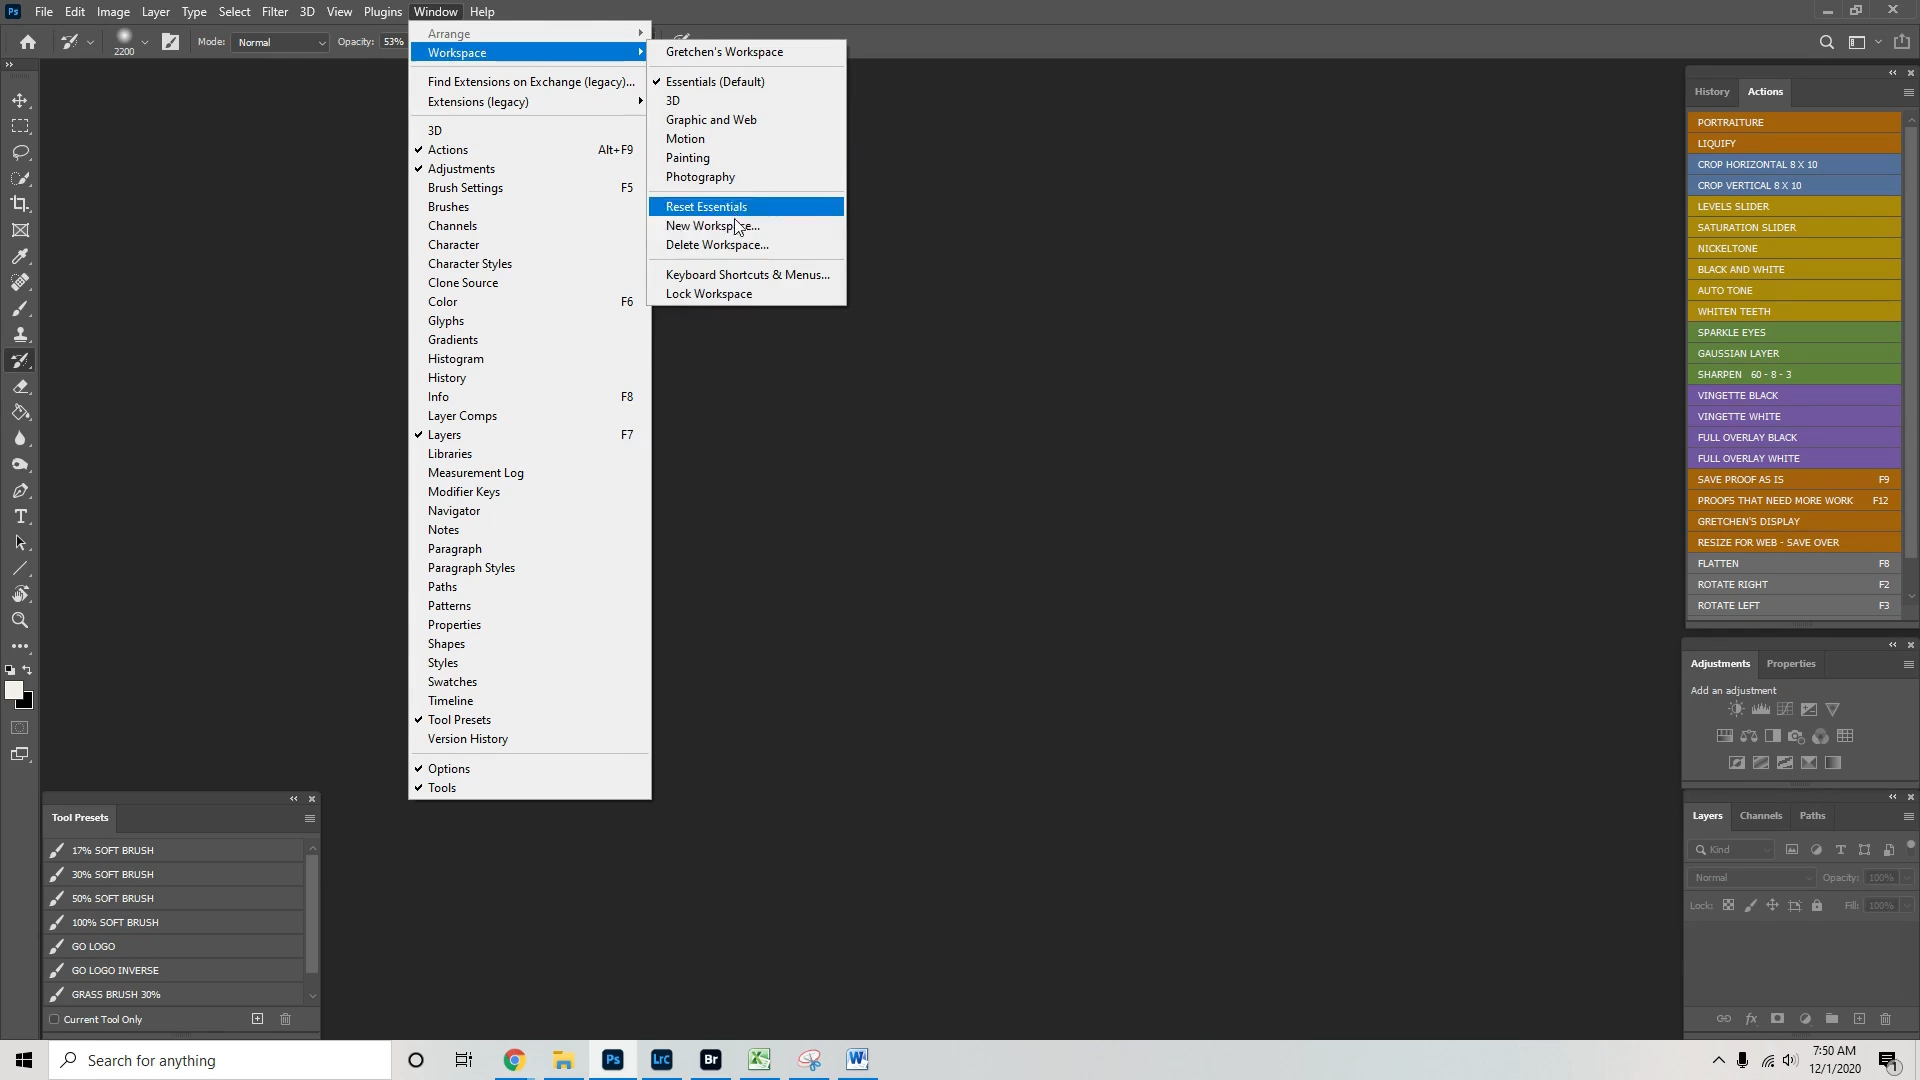 Ps File Edit Image Layer Type Select Filter 3D View Plugins Window Help
2200 Mode: Normal Opacity: 53%
Arrange
Workspace
Find Extensions on Exchange (legacy)...
Extensions (legacy)
3D
Actions Alt+F9
Adjustments
Brush Settings F5
Brushes
Channels
Character
Character Styles
Clone Source
Color F6
Glyphs
Gradients
Histogram
History
Info F8
Layer Comps
Layers F7
Libraries
Measurement Log
Modifier Keys
Navigator
Notes
Paragraph
Paragraph Styles
Paths
Patterns
Properties
Shapes
Styles
Swatches
Timeline
Tool Presets
Version History
Options
Tools
Gretchen's Workspace
Essentials (Default)
3D
Graphic and Web
Motion
Painting
Photography
Reset Essentials
New Workspace...
Delete Workspace...
Keyboard Shortcuts & Menus...
Lock Workspace
History Actions
PORTRAITURE
LIQUIFY
CROP HORIZONTAL 8 X 10
CROP VERTICAL 8 X 10
LEVELS SLIDER
SATURATION SLIDER
NICKELTONE
BLACK AND WHITE
AUTO TONE
WHITEN TEETH
SPARKLE EYES
GAUSSIAN LAYER
SHARPEN 60 - 8 - 3
VINGETTE BLACK
VINGETTE WHITE
FULL OVERLAY BLACK
FULL OVERLAY WHITE
SAVE PROOF AS IS F9
PROOFS THAT NEED MORE WORK F12
GRETCHEN'S DISPLAY
RESIZE FOR WEB - SAVE OVER
FLATTEN F8
ROTATE RIGHT F2
ROTATE LEFT F3
Adjustments Properties
Add an adjustment
Layers Channels Paths
Kind
Normal Opacity: 100%
Lock: Fill: 100%
Tool Presets
17% SOFT BRUSH
30% SOFT BRUSH
50% SOFT BRUSH
100% SOFT BRUSH
GO LOGO
GO LOGO INVERSE
GRASS BRUSH 30%
Current Tool Only
Search for anything
Ps Lrc Br
7:50 AM
12/1/2020
1